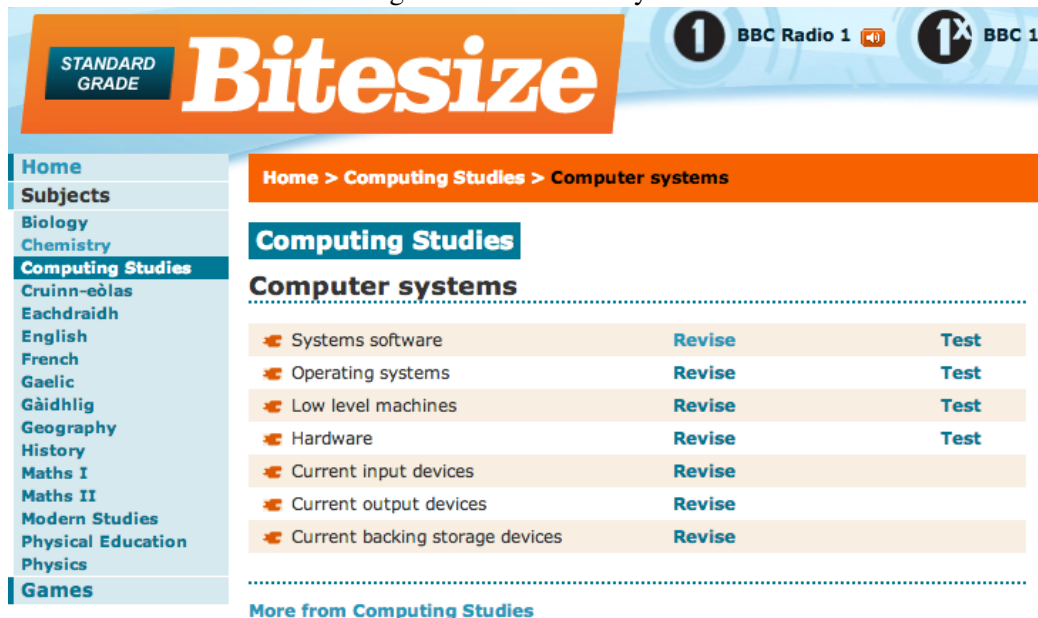 STANDARD
GRADE
Bitesize
1 BBC Radio 1
1X BBC 1
Home
Subjects
Biology
Chemistry
Computing Studies
Cruinn-eòlas
Eachdraidh
English
French
Gaelic
Gàidhlig
Geography
History
Maths I
Maths II
Modern Studies
Physical Education
Physics
Games
Home > Computing Studies > Computer systems
Computing Studies
Computer systems
Systems software Revise Test
Operating systems Revise Test
Low level machines Revise Test
Hardware Revise Test
Current input devices Revise
Current output devices Revise
Current backing storage devices Revise
More from Computing Studies